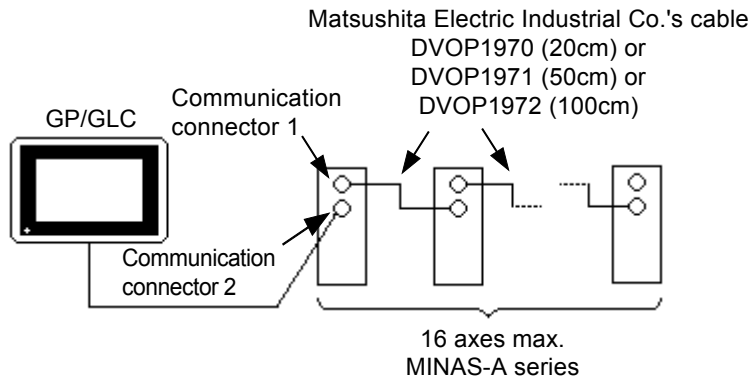 Matsushita Electric Industrial Co.'s cable
DVOP1970 (20cm) or
DVOP1971 (50cm) or
DVOP1972 (100cm)
Communication
connector 1
GP/GLC
Communication
connector 2
16 axes max.
MINAS-A series